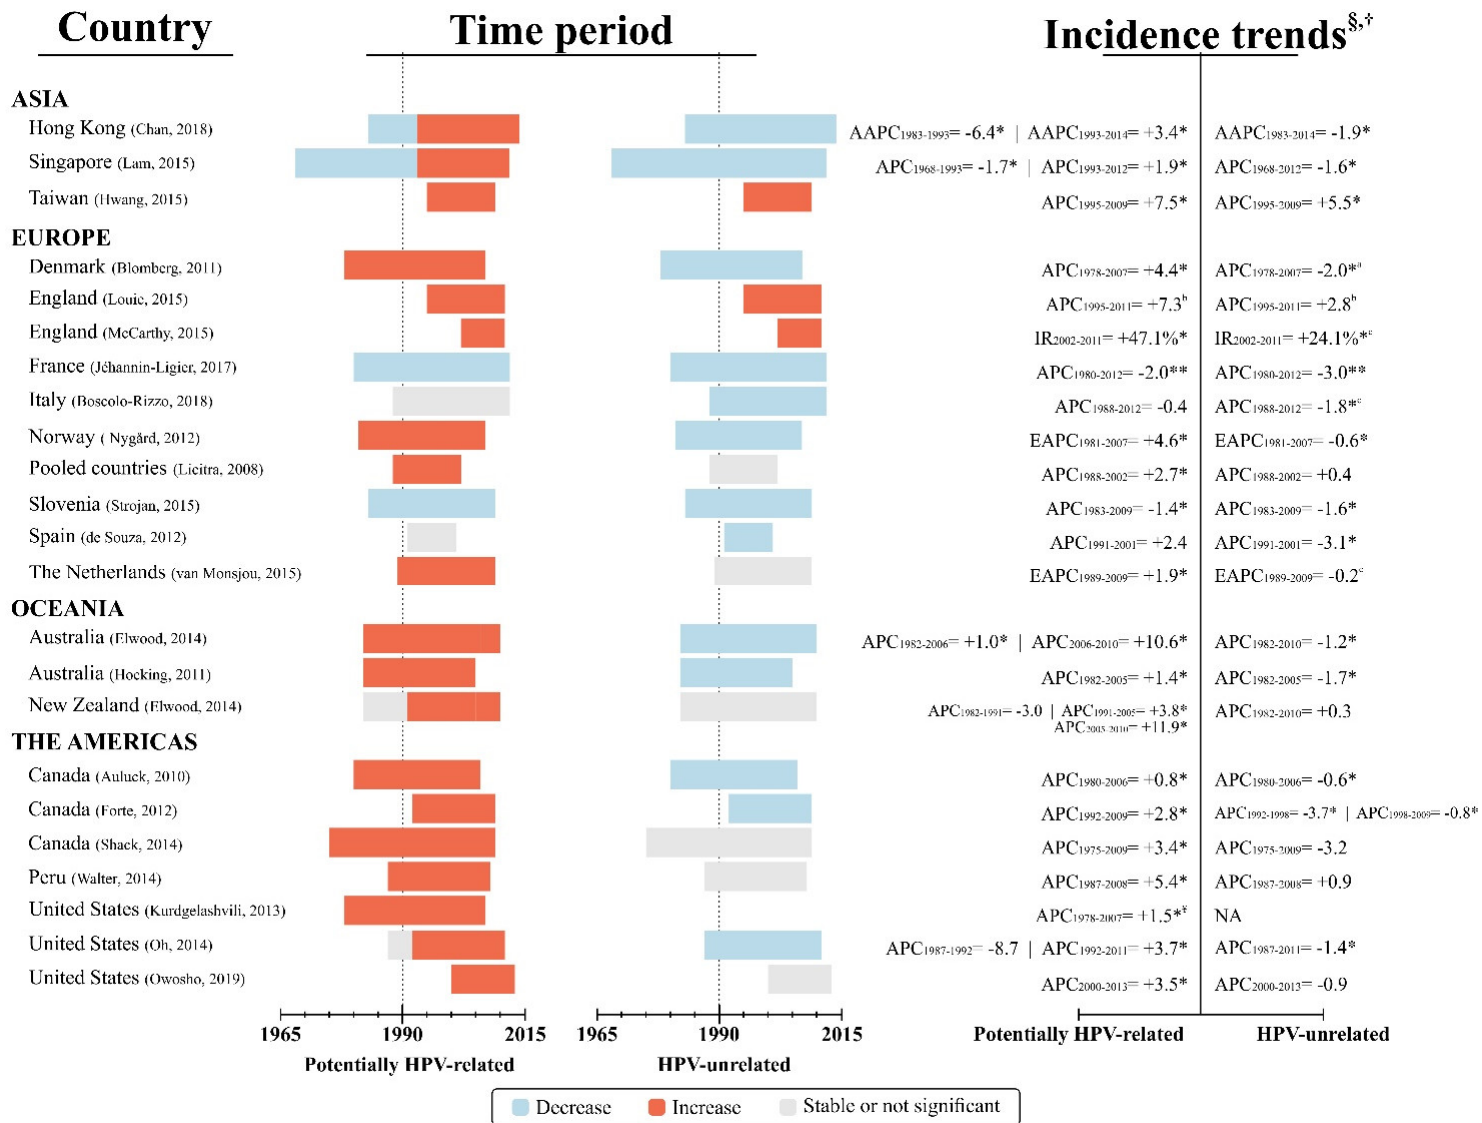 Country Time period Incidence trends§,†
ASIA
Hong Kong (Chan, 2018) AAPC1983-1993= -6.4* | AAPC1993-2014= +3.4* AAPC1983-2014= -1.9*
Singapore (Lam, 2015) APC1968-1993= -1.7* | APC1993-2012= +1.9* APC1968-2012= -1.6*
Taiwan (Hwang, 2015) APC1995-2009= +7.5* APC1995-2009= +5.5*
EUROPE
Denmark (Blomberg, 2011) APC1978-2007= +4.4* APC1978-2007= -2.0*a
England (Louie, 2015) APC1995-2011= +7.3b APC1995-2011= +2.8b
England (McCarthy, 2015) IR2002-2011= +47.1%* IR2002-2011= +24.1%*c
France (Jéhannin-Ligier, 2017) APC1980-2012= -2.0** APC1980-2012= -3.0**
Italy (Boscolo-Rizzo, 2018) APC1988-2012= -0.4 APC1988-2012= -1.8*c
Norway ( Nygård, 2012) EAPC1981-2007= +4.6* EAPC1981-2007= -0.6*
Pooled countries (Licitra, 2008) APC1988-2002= +2.7* APC1988-2002= +0.4
Slovenia (Strojan, 2015) APC1983-2009= -1.4* APC1983-2009= -1.6*
Spain (de Souza, 2012) APC1991-2001= +2.4 APC1991-2001= -3.1*
The Netherlands (van Monsjou, 2015) EAPC1989-2009= +1.9* EAPC1989-2009= -0.2c
OCEANIA
Australia (Elwood, 2014) APC1982-2006= +1.0* | APC2006-2010= +10.6* APC1982-2010= -1.2*
Australia (Hocking, 2011) APC1982-2005= +1.4* APC1982-2005= -1.7*
New Zealand (Elwood, 2014) APC1982-1991= -3.0 | APC1991-2005= +3.8* APC1982-2010= +0.3
APC2005-2010= +11.9*
THE AMERICAS
Canada (Auluck, 2010) APC1980-2006= +0.8* APC1980-2006= -0.6*
Canada (Forte, 2012) APC1992-2009= +2.8* APC1992-1998= -3.7* | APC1998-2009= -0.8*
Canada (Shack, 2014) APC1975-2009= +3.4* APC1975-2009= -3.2
Peru (Walter, 2014) APC1987-2008= +5.4* APC1987-2008= +0.9
United States (Kurdgelashvili, 2013) APC1978-2007= +1.5*¥ NA
United States (Oh, 2014) APC1987-1992= -8.7 | APC1992-2011= +3.7* APC1987-2011= -1.4*
United States (Owosho, 2019) APC2000-2013= +3.5* APC2000-2013= -0.9
1965 1990 2015 1965 1990 2015 Potentially HPV-related HPV-unrelated
Potentially HPV-related HPV-unrelated
Decrease Increase Stable or not significant